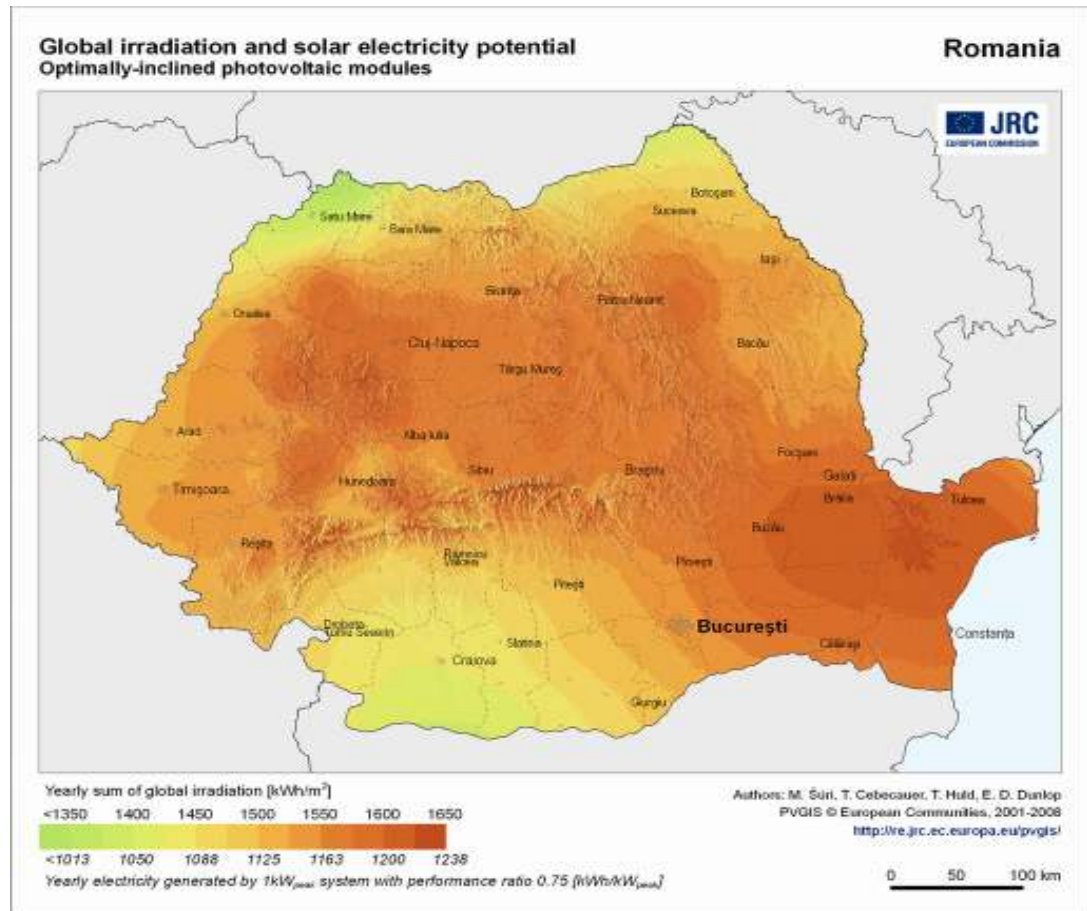 Global irradiation and solar electricity potential
Optimally-inclined photovoltaic modules
Romania
JRC
EUROPEAN COMMISSION
Botoşani
Suceava
Satu Mare
Baia Mare
Iaşi
Bistriţa
Piatra Neamţ
Oradea
Cluj-Napoca
Bacău
Târgu Mureş
Arad
Alba Iulia
Focşani
Sibiu
Braşov
Galaţi
Hunedoara
Timişoara
Brăila
Tulcea
Buzău
Reşiţa
Râmnicu
Vâlcea
Ploieşti
Piteşti
Drobeta-
Turnu Severin
Bucureşti
Constanţa
Slatina
Călăraşi
Craiova
Giurgiu
Yearly sum of global irradiation [kWh/m²]
<1350 1400 1450 1500 1550 1600 1650
<1013 1050 1088 1125 1163 1200 1238
Yearly electricity generated by 1kWpeak system with performance ratio 0.75 [kWh/kWpeak]
Authors: M. Šúri, T. Cebecauer, T. Huld, E. D. Dunlop
PVGIS © European Communities, 2001-2008
http://re.jrc.ec.europa.eu/pvgis/
0 50 100 km